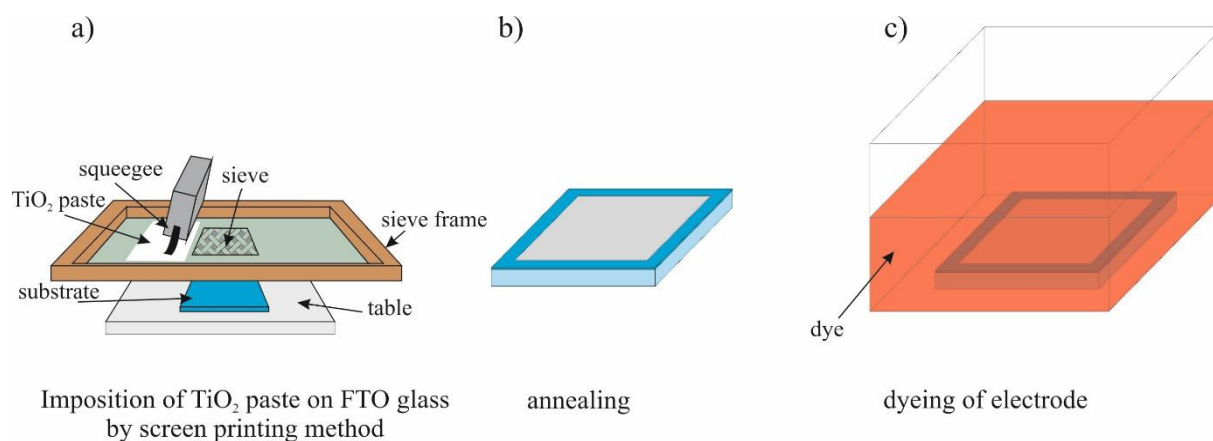 a)
b)
c)
squeegee
TiO₂ paste
sieve
sieve frame
substrate
table
dye
Imposition of TiO₂ paste on FTO glass
by screen printing method
annealing
dyeing of electrode